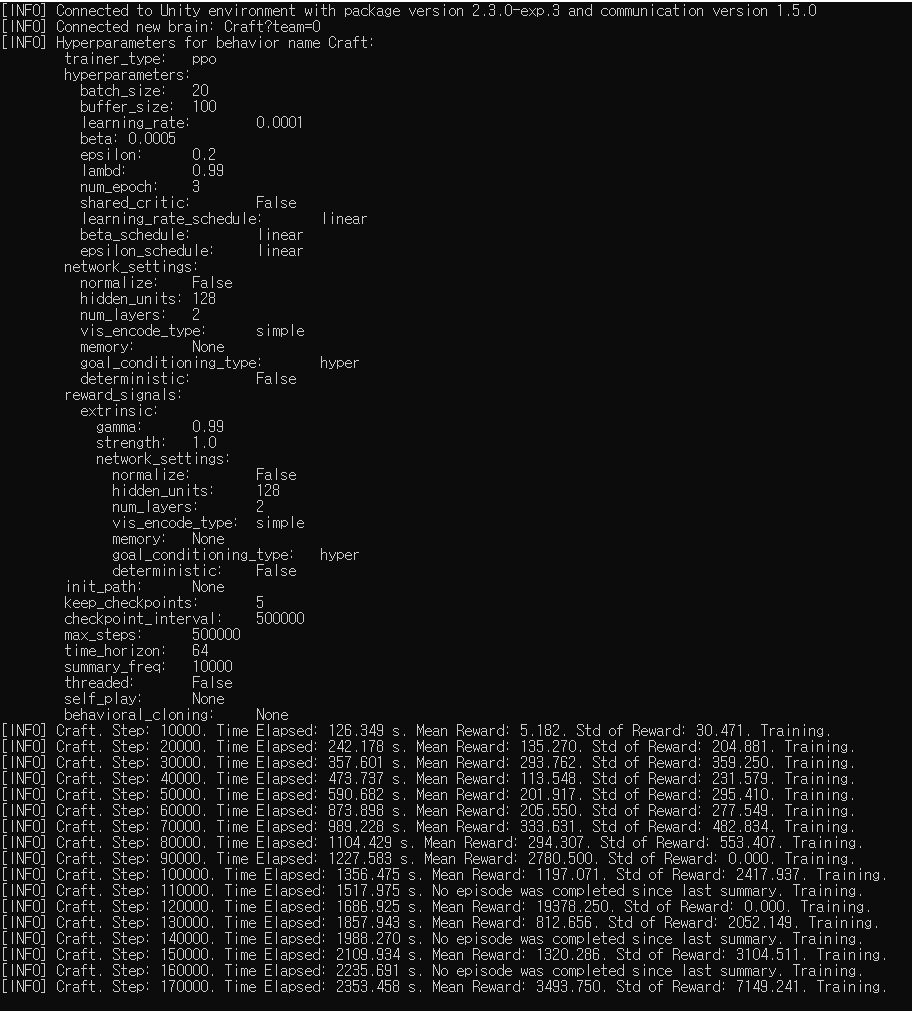 [INFO] Connected to Unity environment with package version 2.3.0-exp.3 and communication version 1.5.0
[INFO] Connected new brain: Craft?team=0
[INFO] Hyperparameters for behavior name Craft:
trainer_type: ppo
hyperparameters:
batch_size: 20
buffer_size: 100
learning_rate: 0.0001
beta: 0.0005
epsilon: 0.2
lambd: 0.99
num_epoch: 3
shared_critic: False
learning_rate_schedule: linear
beta_schedule: linear
epsilon_schedule: linear
network_settings:
normalize: False
hidden_units: 128
num_layers: 2
vis_encode_type: simple
memory: None
goal_conditioning_type: hyper
deterministic: False
reward_signals:
extrinsic:
gamma: 0.99
strength: 1.0
network_settings:
normalize: False
hidden_units: 128
num_layers: 2
vis_encode_type: simple
memory: None
goal_conditioning_type: hyper
deterministic: False
init_path: None
keep_checkpoints: 5
checkpoint_interval: 500000
max_steps: 500000
time_horizon: 64
summary_freq: 10000
threaded: False
self_play: None
behavioral_cloning: None
[INFO] Craft. Step: 10000. Time Elapsed: 126.349 s. Mean Reward: 5.182. Std of Reward: 30.471. Training.
[INFO] Craft. Step: 20000. Time Elapsed: 242.178 s. Mean Reward: 135.270. Std of Reward: 204.881. Training.
[INFO] Craft. Step: 30000. Time Elapsed: 357.601 s. Mean Reward: 293.762. Std of Reward: 359.250. Training.
[INFO] Craft. Step: 40000. Time Elapsed: 473.737 s. Mean Reward: 113.548. Std of Reward: 231.579. Training.
[INFO] Craft. Step: 50000. Time Elapsed: 590.682 s. Mean Reward: 201.917. Std of Reward: 295.410. Training.
[INFO] Craft. Step: 60000. Time Elapsed: 873.898 s. Mean Reward: 205.550. Std of Reward: 277.549. Training.
[INFO] Craft. Step: 70000. Time Elapsed: 989.228 s. Mean Reward: 333.631. Std of Reward: 482.834. Training.
[INFO] Craft. Step: 80000. Time Elapsed: 1104.429 s. Mean Reward: 294.307. Std of Reward: 553.407. Training.
[INFO] Craft. Step: 90000. Time Elapsed: 1227.583 s. Mean Reward: 2780.500. Std of Reward: 0.000. Training.
[INFO] Craft. Step: 100000. Time Elapsed: 1356.475 s. Mean Reward: 1197.071. Std of Reward: 2417.937. Training.
[INFO] Craft. Step: 110000. Time Elapsed: 1517.975 s. No episode was completed since last summary. Training.
[INFO] Craft. Step: 120000. Time Elapsed: 1686.925 s. Mean Reward: 19378.250. Std of Reward: 0.000. Training.
[INFO] Craft. Step: 130000. Time Elapsed: 1857.943 s. Mean Reward: 812.656. Std of Reward: 2052.149. Training.
[INFO] Craft. Step: 140000. Time Elapsed: 1988.270 s. No episode was completed since last summary. Training.
[INFO] Craft. Step: 150000. Time Elapsed: 2109.934 s. Mean Reward: 1320.286. Std of Reward: 3104.511. Training.
[INFO] Craft. Step: 160000. Time Elapsed: 2235.691 s. No episode was completed since last summary. Training.
[INFO] Craft. Step: 170000. Time Elapsed: 2353.458 s. Mean Reward: 3493.750. Std of Reward: 7149.241. Training.